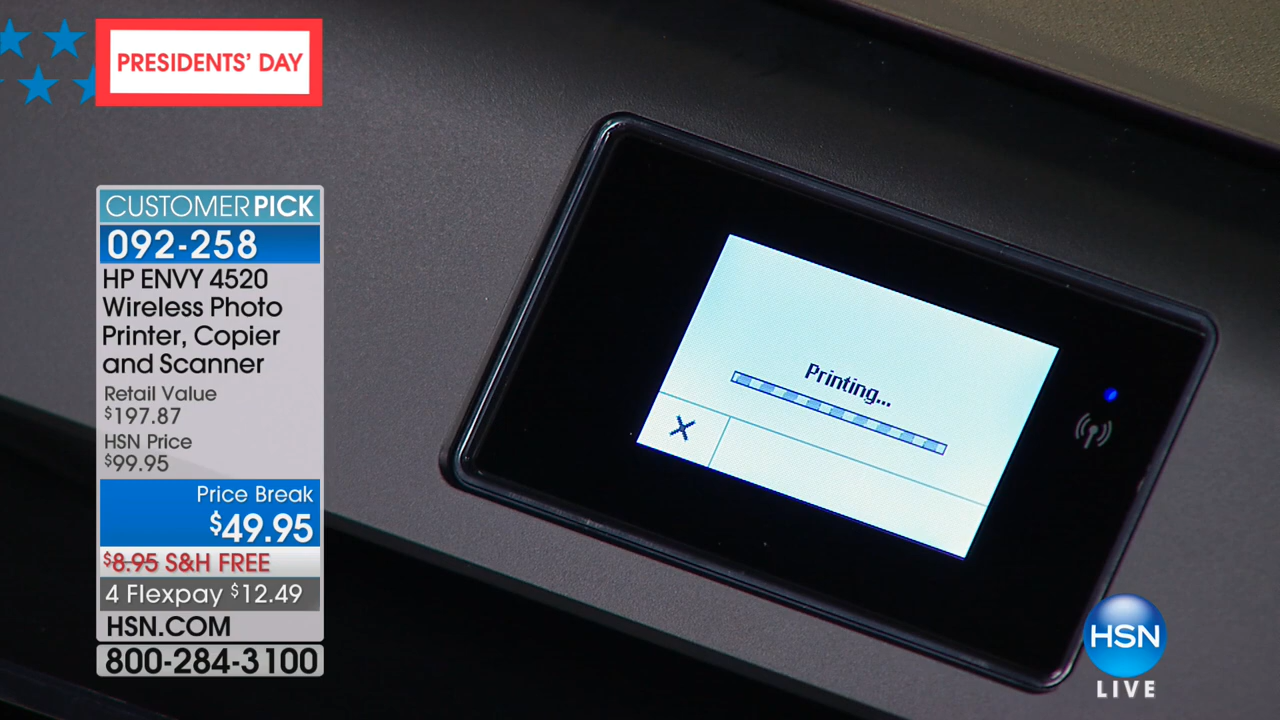 PRESIDENTS’ DAY
CUSTOMER PICK
092-258
HP ENVY 4520
Wireless Photo
Printer, Copier
and Scanner
Retail Value
$197.87
HSN Price
$99.95
Price Break
$49.95
$8.95 S&H FREE
4 Flexpay $12.49
HSN.COM
800-284-3100
Printing...
HSN
LIVE